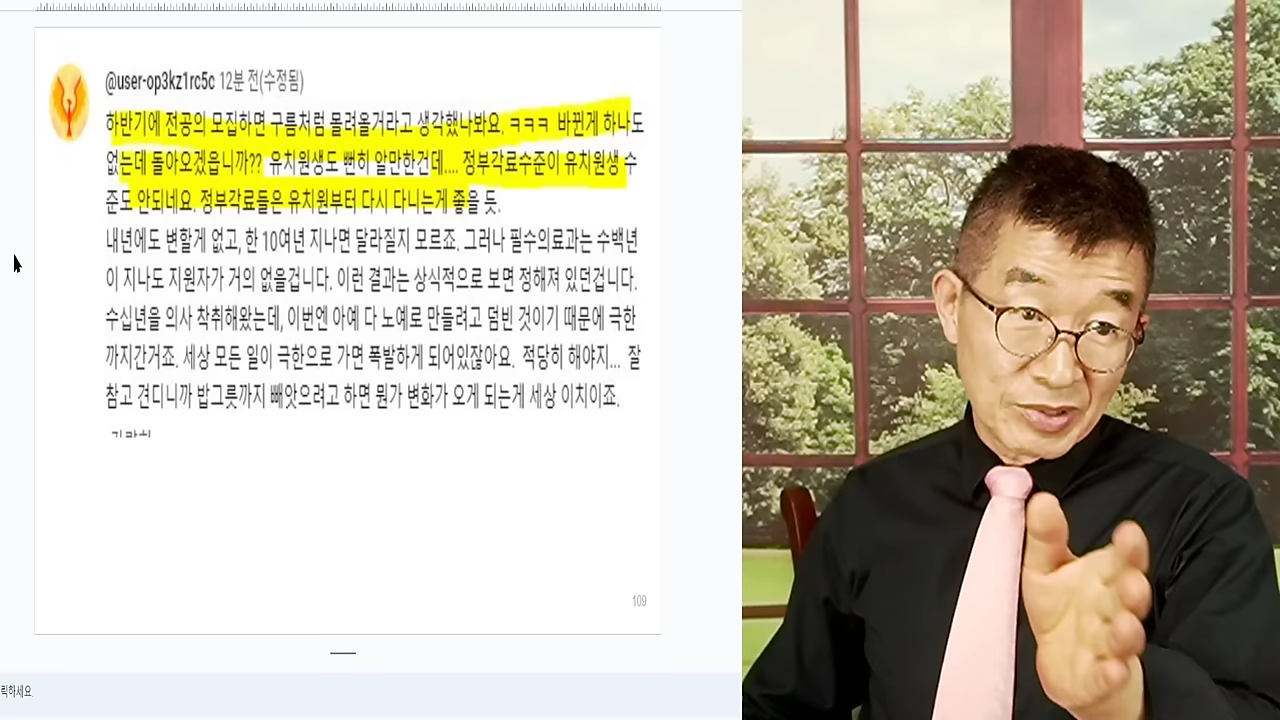 @user-op3kz1rc5c 12분 전(수정됨)
하반기에 전공의 모집하면 구름처럼 몰려올거라고 생각했나봐요. ㅋㅋㅋ 바뀐게 하나도
없는데 돌아오겠읍니까?? 유치원생도 뻔히 알만한건데.... 정부각료수준이 유치원생 수
준도 안되네요. 정부각료들은 유치원부터 다시 다니는게 좋을 듯.
내년에도 변할게 없고, 한 10여년 지나면 달라질지 모르죠. 그러나 필수의료과는 수백년
이 지나도 지원자가 거의 없을겁니다. 이런 결과는 상식적으로 보면 정해져 있던겁니다.
수십년을 의사 착취해왔는데, 이번엔 아예 다 노예로 만들려고 덤빈 것이기 때문에 극한
까지간거죠. 세상 모든 일이 극한으로 가면 폭발하게 되어있잖아요. 적당히 해야지... 잘
참고 견디니까 밥그릇까지 빼앗으려고 하면 뭔가 변화가 오게 되는게 세상 이치이죠.
109
릭하세요.